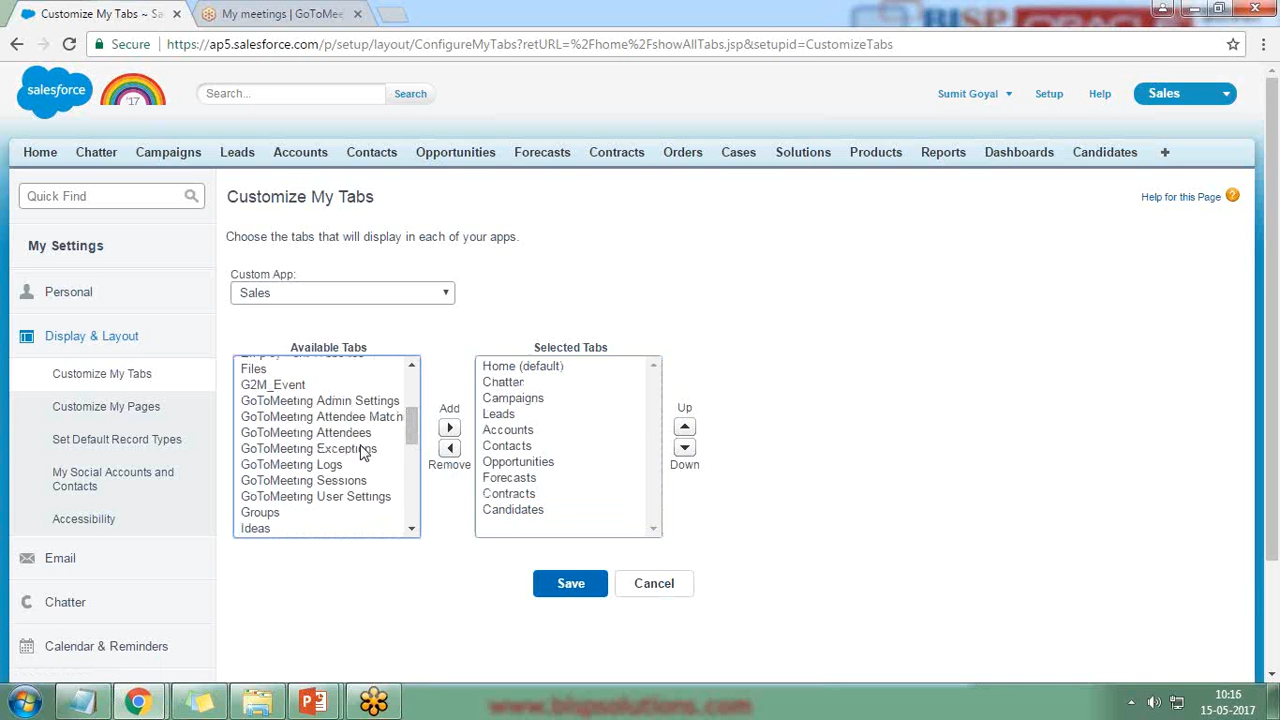 Customize My Tabs ~ Sa
My meetings | GoToMee
Secure
https://ap5.salesforce.com/p/setup/layout/ConfigureMyTabs?retURL=%2Fhome%2FshowAllTabs.jsp&setupid=CustomizeTabs
salesforce
'17
Search...
Search
Sumit Goyal
Setup
Help
Sales
Home Chatter Campaigns Leads Accounts Contacts Opportunities Forecasts Contracts Orders Cases Solutions Products Reports Dashboards Candidates +
Quick Find
My Settings
Personal
Display & Layout
Customize My Tabs
Customize My Pages
Set Default Record Types
My Social Accounts and
Contacts
Accessibility
Email
Chatter
Calendar & Reminders
Customize My Tabs
Help for this Page
Choose the tabs that will display in each of your apps.
Custom App:
Sales
Available Tabs
Files
G2M_Event
GoToMeeting Admin Settings
GoToMeeting Attendee Match
GoToMeeting Attendees
GoToMeeting Exceptions
GoToMeeting Logs
GoToMeeting Sessions
GoToMeeting User Settings
Groups
Ideas
Add
Remove
Selected Tabs
Home (default)
Chatter
Campaigns
Leads
Accounts
Contacts
Opportunities
Forecasts
Contracts
Candidates
Up
Down
Save
Cancel
www.bispsolutions.com
10:16
15-05-2017